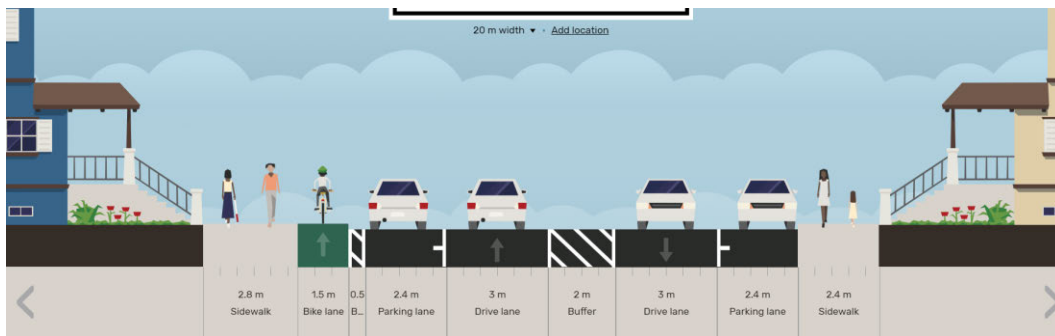 20 m width ▾ · Add location
2.8 m
Sidewalk
1.5 m
Bike lane
0.5
B...
2.4 m
Parking lane
3 m
Drive lane
2 m
Buffer
3 m
Drive lane
2.4 m
Parking lane
2.4 m
Sidewalk